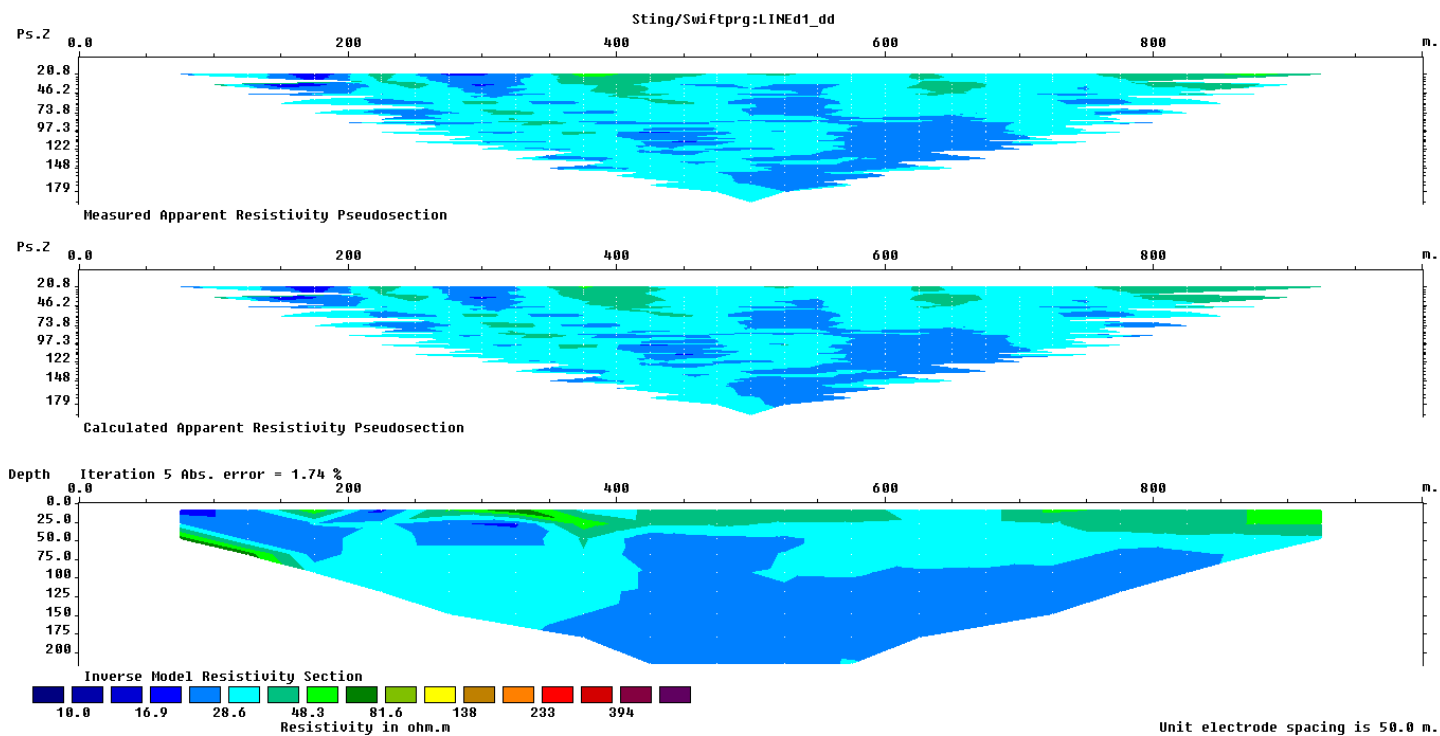 Sting/Swiftprg:LINEd1_dd
Ps.Z 0.0 200 400 600 800 m.
20.8
46.2
73.8
97.3
122
148
179
Measured Apparent Resistivity Pseudosection
Ps.Z 0.0 200 400 600 800 m.
20.8
46.2
73.8
97.3
122
148
179
Calculated Apparent Resistivity Pseudosection
Depth Iteration 5 Abs. error = 1.74 %
0.0 200 400 600 800 m.
0.0
25.0
50.0
75.0
100
125
150
175
200
Inverse Model Resistivity Section
10.0 16.9 28.6 48.3 81.6 138 233 394
Resistivity in ohm.m
Unit electrode spacing is 50.0 m.